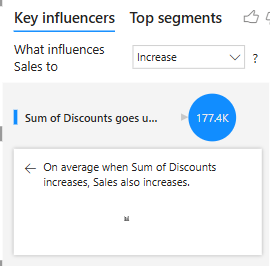 Key influencers Top segments
What influences
Sales to
Increase
?
Sum of Discounts goes u...
177.4K
On average when Sum of Discounts
increases, Sales also increases.